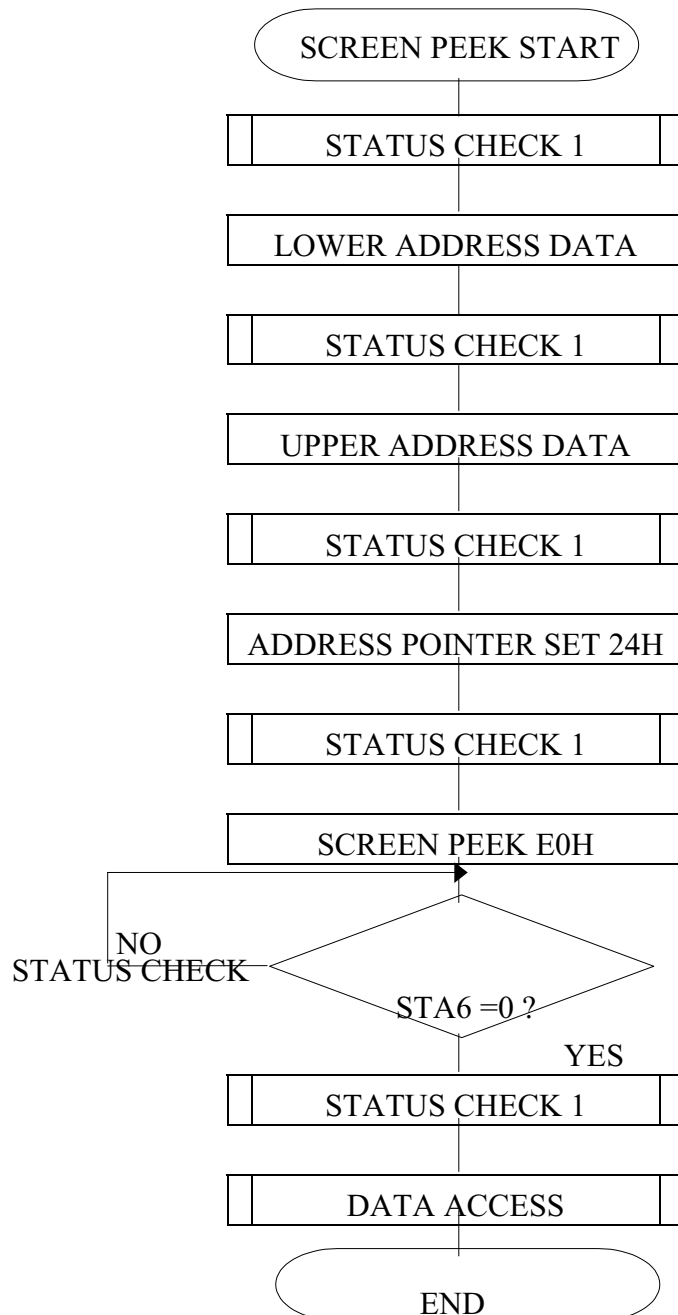 SCREEN PEEK START
STATUS CHECK 1
LOWER ADDRESS DATA
STATUS CHECK 1
UPPER ADDRESS DATA
STATUS CHECK 1
ADDRESS POINTER SET 24H
STATUS CHECK 1
SCREEN PEEK E0H
NO
STATUS CHECK
STA6 =0 ?
YES
STATUS CHECK 1
DATA ACCESS
END